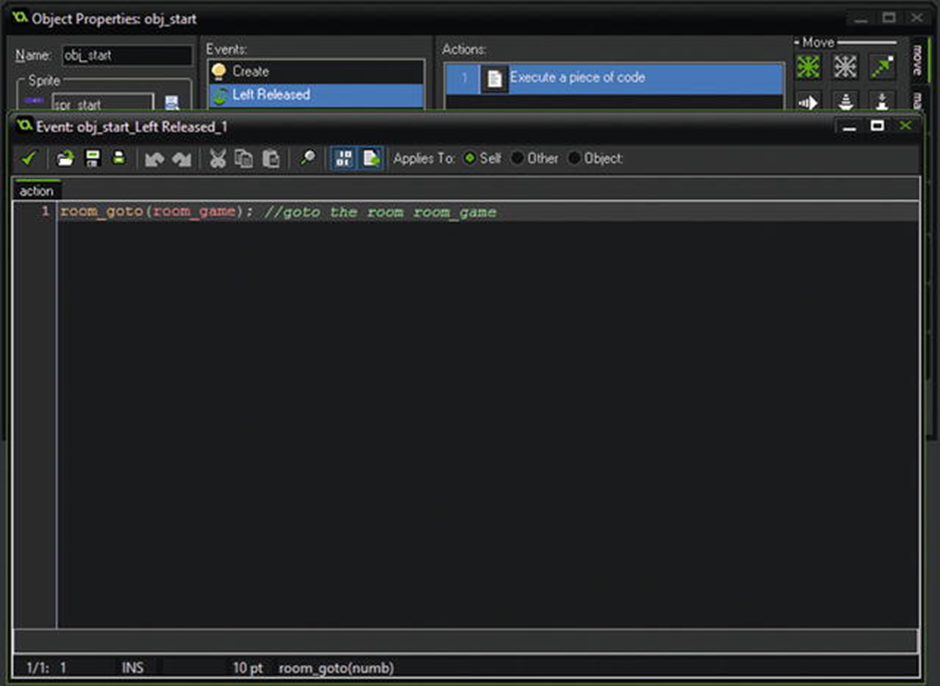 Object Properties: obj_start
Name: obj_start
Events:
Actions:
Move
move
Sprite
Create
1 Execute a piece of code
spr_start
Left Released
Event: obj_start_Left Released_1
Applies To: Self Other Object:
action
1 room_goto(room_game); //goto the room room_game
1/1: 1 INS 10 pt room_goto(numb)